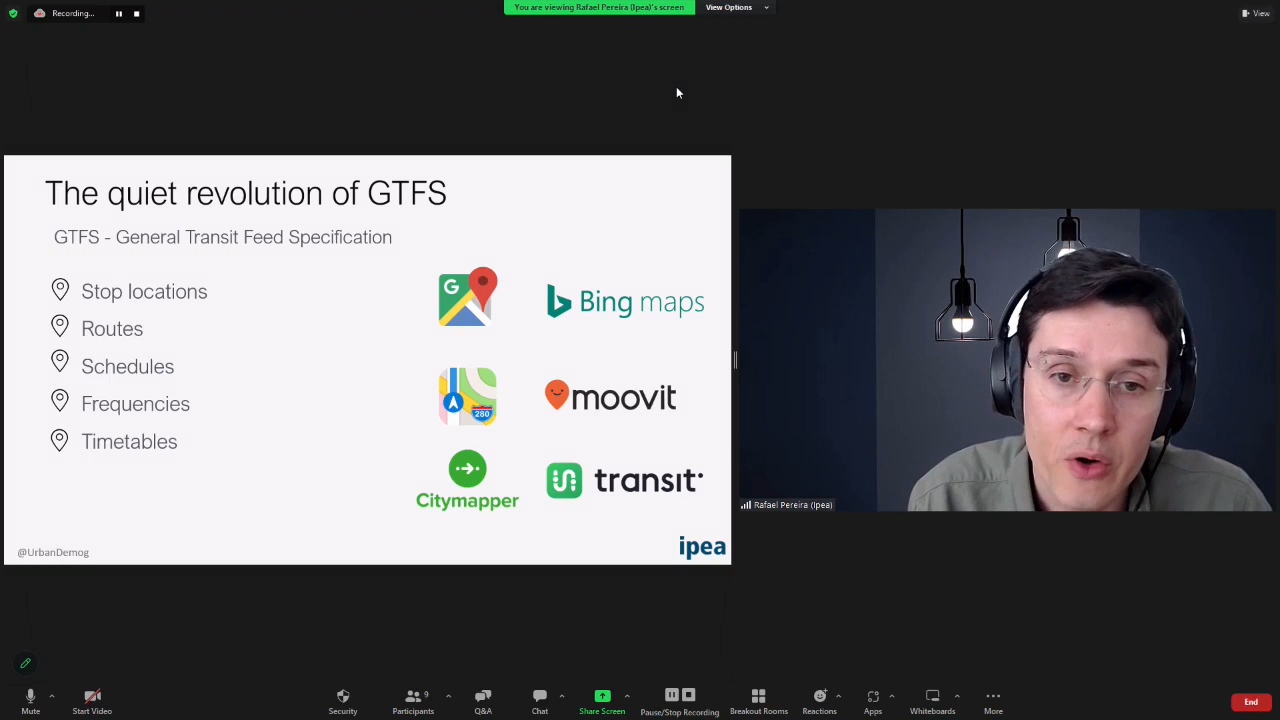 Recording...
You are viewing Rafael Pereira (Ipea)'s screen
View Options
View
The quiet revolution of GTFS
GTFS - General Transit Feed Specification
Stop locations
Routes
Schedules
Frequencies
Timetables
G
Bing maps
280
moovit
Citymapper
transit
@UrbanDemog
ipea
Rafael Pereira (Ipea)
Mute
Start Video
Security
Participants
9
Q&A
Chat
Share Screen
Pause/Stop Recording
Breakout Rooms
Reactions
Apps
Whiteboards
More
End